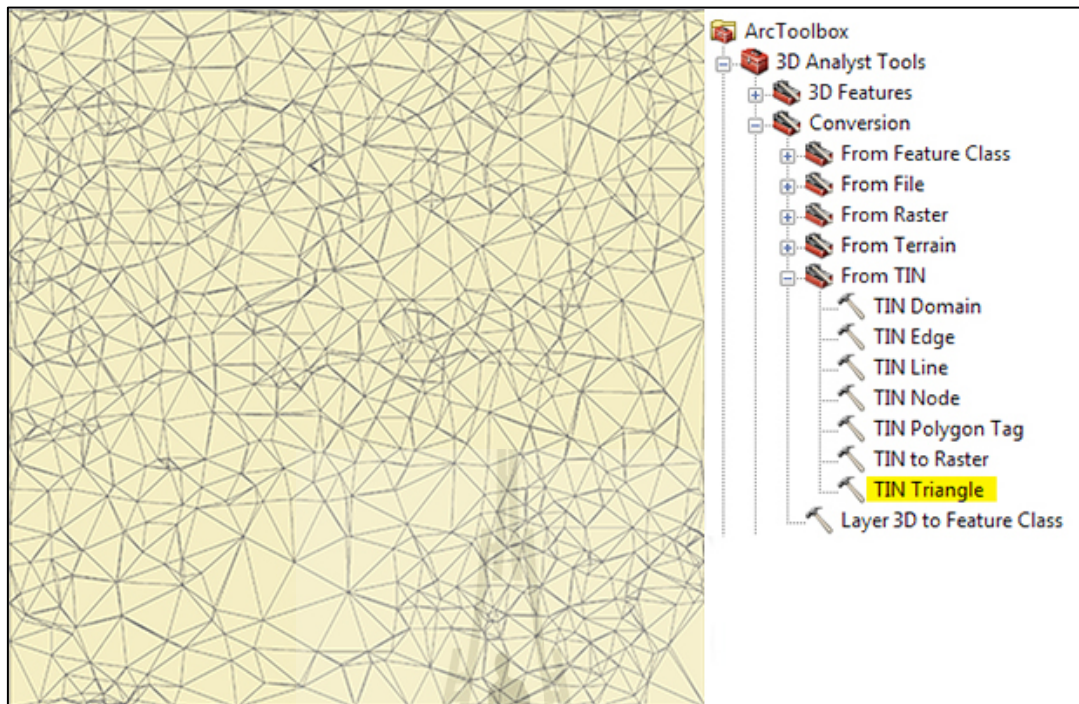 ArcToolbox
3D Analyst Tools
3D Features
Conversion
From Feature Class
From File
From Raster
From Terrain
From TIN
TIN Domain
TIN Edge
TIN Line
TIN Node
TIN Polygon Tag
TIN to Raster
TIN Triangle
Layer 3D to Feature Class